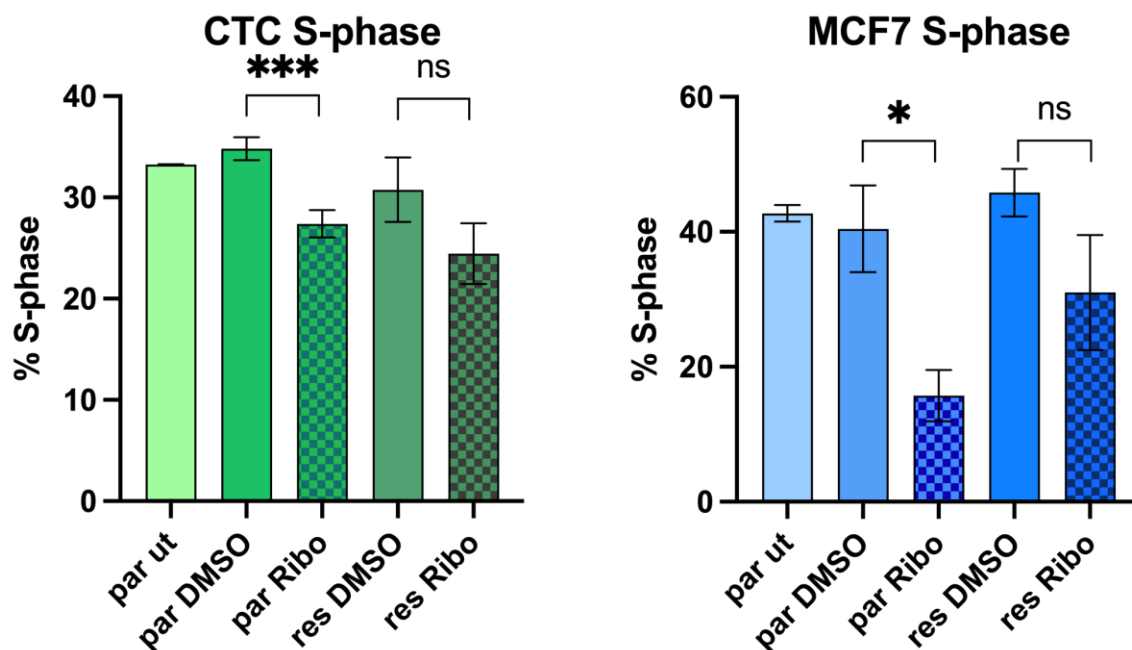 CTC S-phase
*** ns
% S-phase
40
30
20
10
0
par ut
par DMSO
par Ribo
res DMSO
res Ribo
MCF7 S-phase
* ns
% S-phase
60
40
20
0
par ut
par DMSO
par Ribo
res DMSO
res Ribo